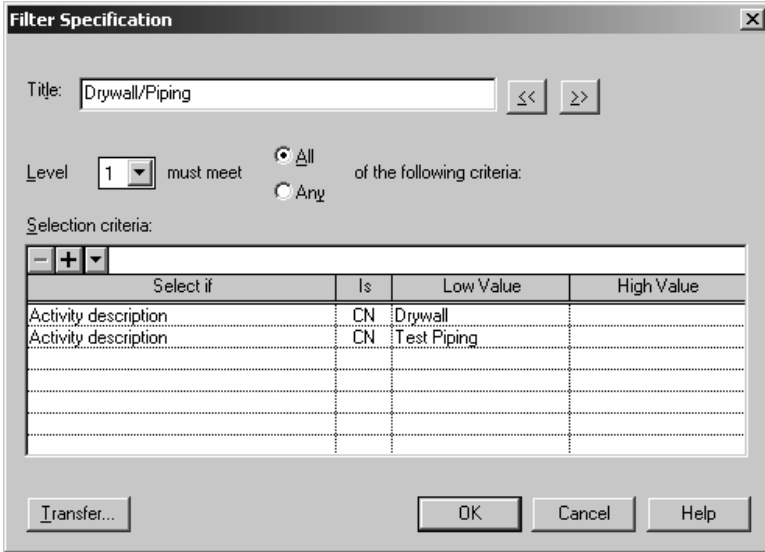 Filter Specification
Title: Drywall/Piping << >>
All
Level 1 must meet of the following criteria:
Any
Selection criteria:
Select if Is Low Value High Value
Activity description CN Drywall
Activity description CN Test Piping
Transfer... OK Cancel Help